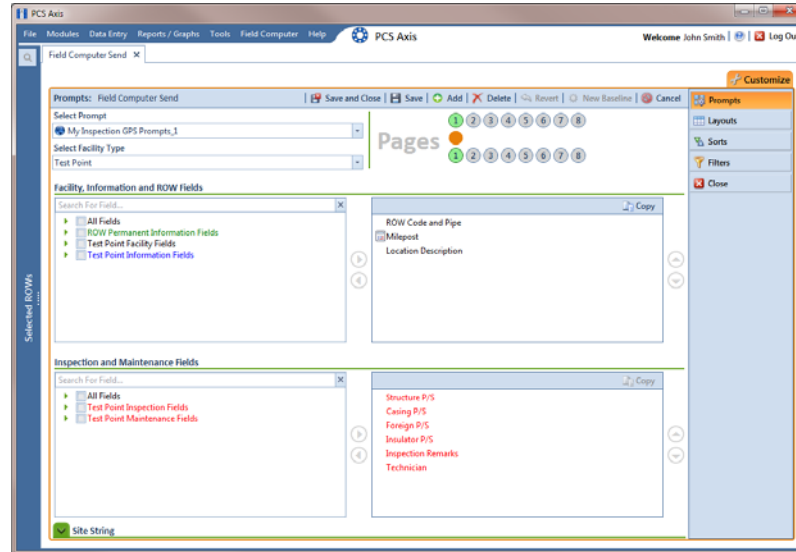 PCS Axis
File Modules Data Entry Reports / Graphs Tools Field Computer Help PCS Axis Welcome John Smith | | Log Ou
Field Computer Send ×
Customize
Prompts: Field Computer Send | Save and Close | Save | Add | Delete | Revert | New Baseline | Cancel
Prompts
Layouts
Sorts
Filters
Close
Select Prompt
My Inspection GPS Prompts_1
Select Facility Type
Test Point
Pages
1 2 3 4 5 6 7 8
1 2 3 4 5 6 7 8
Facility, Information and ROW Fields
Search For Field... X
All Fields
ROW Permanent Information Fields
Test Point Facility Fields
Test Point Information Fields
Copy
ROW Code and Pipe
Milepost
Location Description
Selected ROWs
Inspection and Maintenance Fields
Search For Field... X
All Fields
Test Point Inspection Fields
Test Point Maintenance Fields
Copy
Structure P/S
Casing P/S
Foreign P/S
Insulator P/S
Inspection Remarks
Technician
Site String